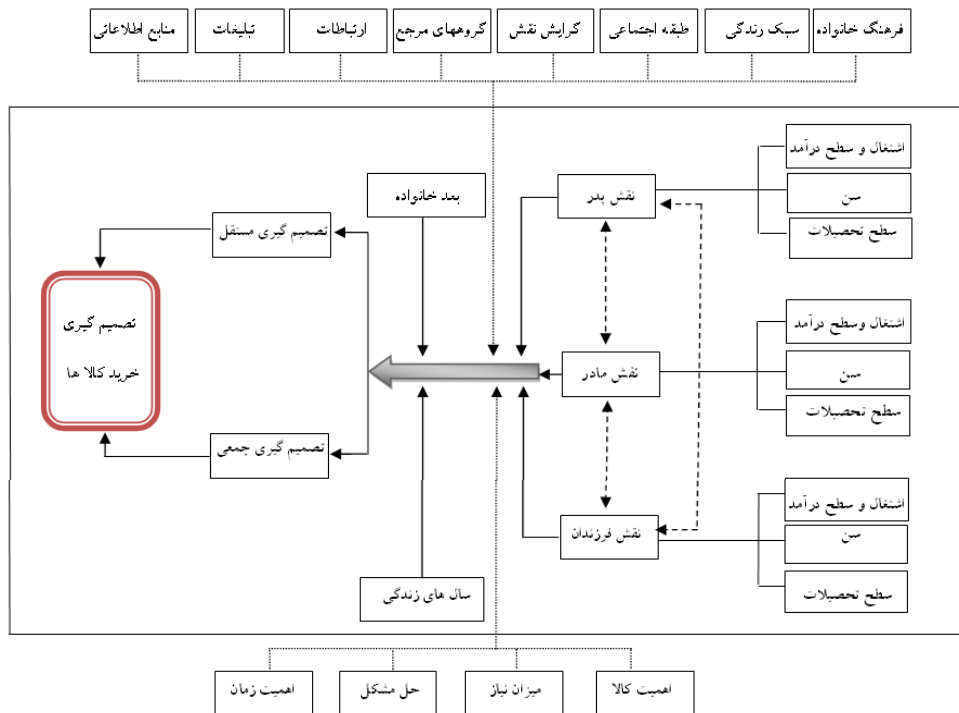 فرهنگ خانواده
سبک زندگی
طبقه اجتماعی
گرایش نقش
گروههای مرجع
ارتباطات
تبلیغات
منابع اطلاعاتی
اشتغال و سطح درآمد
سن
سطح تحصیلات
نقش پدر
بعد خانواده
تصمیم گیری مستقل
تصمیم گیری
خرید کالا ها
اشتغال وسطح درآمد
سن
سطح تحصیلات
نقش مادر
تصمیم گیری جمعی
اشتغال و سطح درآمد
سن
سطح تحصیلات
نقش فرزندان
سال های زندگی
اهمیت کالا
میزان نیاز
حل مشکل
اهمیت زمان